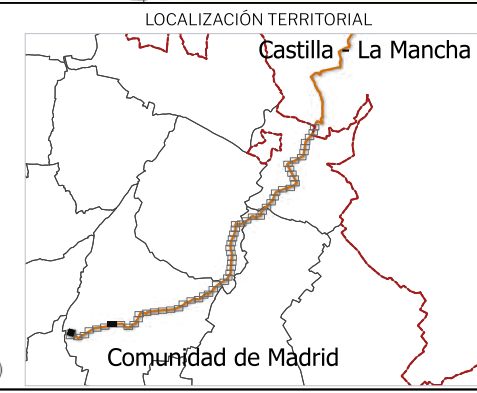 LOCALIZACIÓN TERRITORIAL
Castilla - La Mancha
Comunidad de Madrid